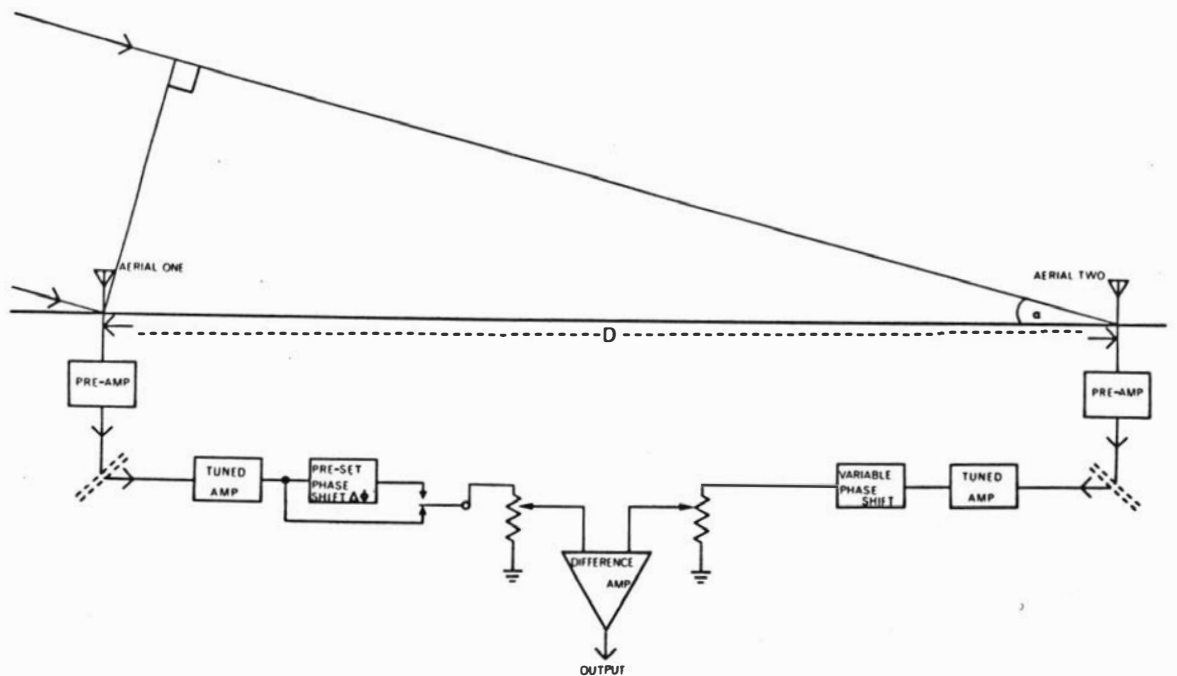 AERIAL ONE
AERIAL TWO
α
D
PRE-AMP
PRE-AMP
TUNED
AMP
PRE-SET
PHASE
SHIFT Δϕ
VARIABLE
PHASE
SHIFT
TUNED
AMP
DIFFERENCE
AMP
OUTPUT